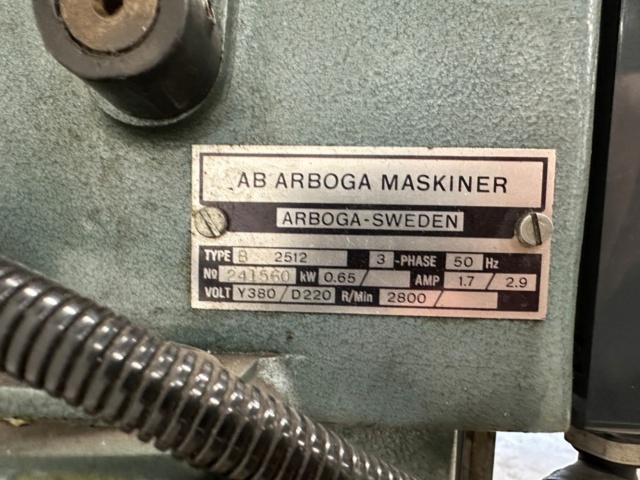 AB ARBOGA MASKINER
ARBOGA-SWEDEN
TYPE B 2512 3 -PHASE 50 Hz
No 241560 kW 0.65/ AMP 1.7/2.9
VOLT Y380/D220 R/Min 2800/